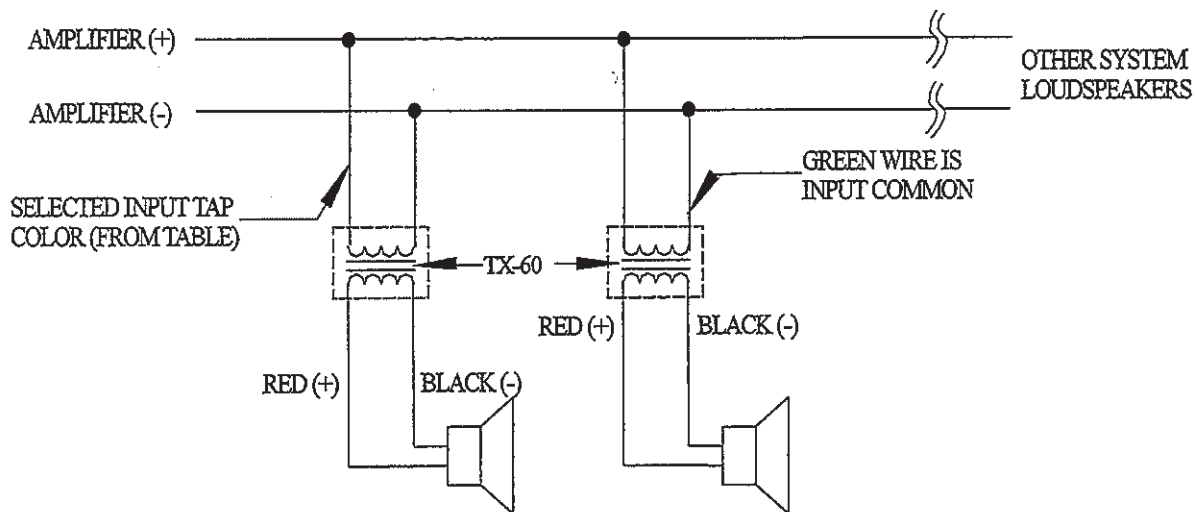 AMPLIFIER (+)
OTHER SYSTEM
LOUDSPEAKERS
AMPLIFIER (-)
GREEN WIRE IS
INPUT COMMON
SELECTED INPUT TAP
COLOR (FROM TABLE)
TX-60
RED (+)
BLACK (-)
RED (+)
BLACK (-)